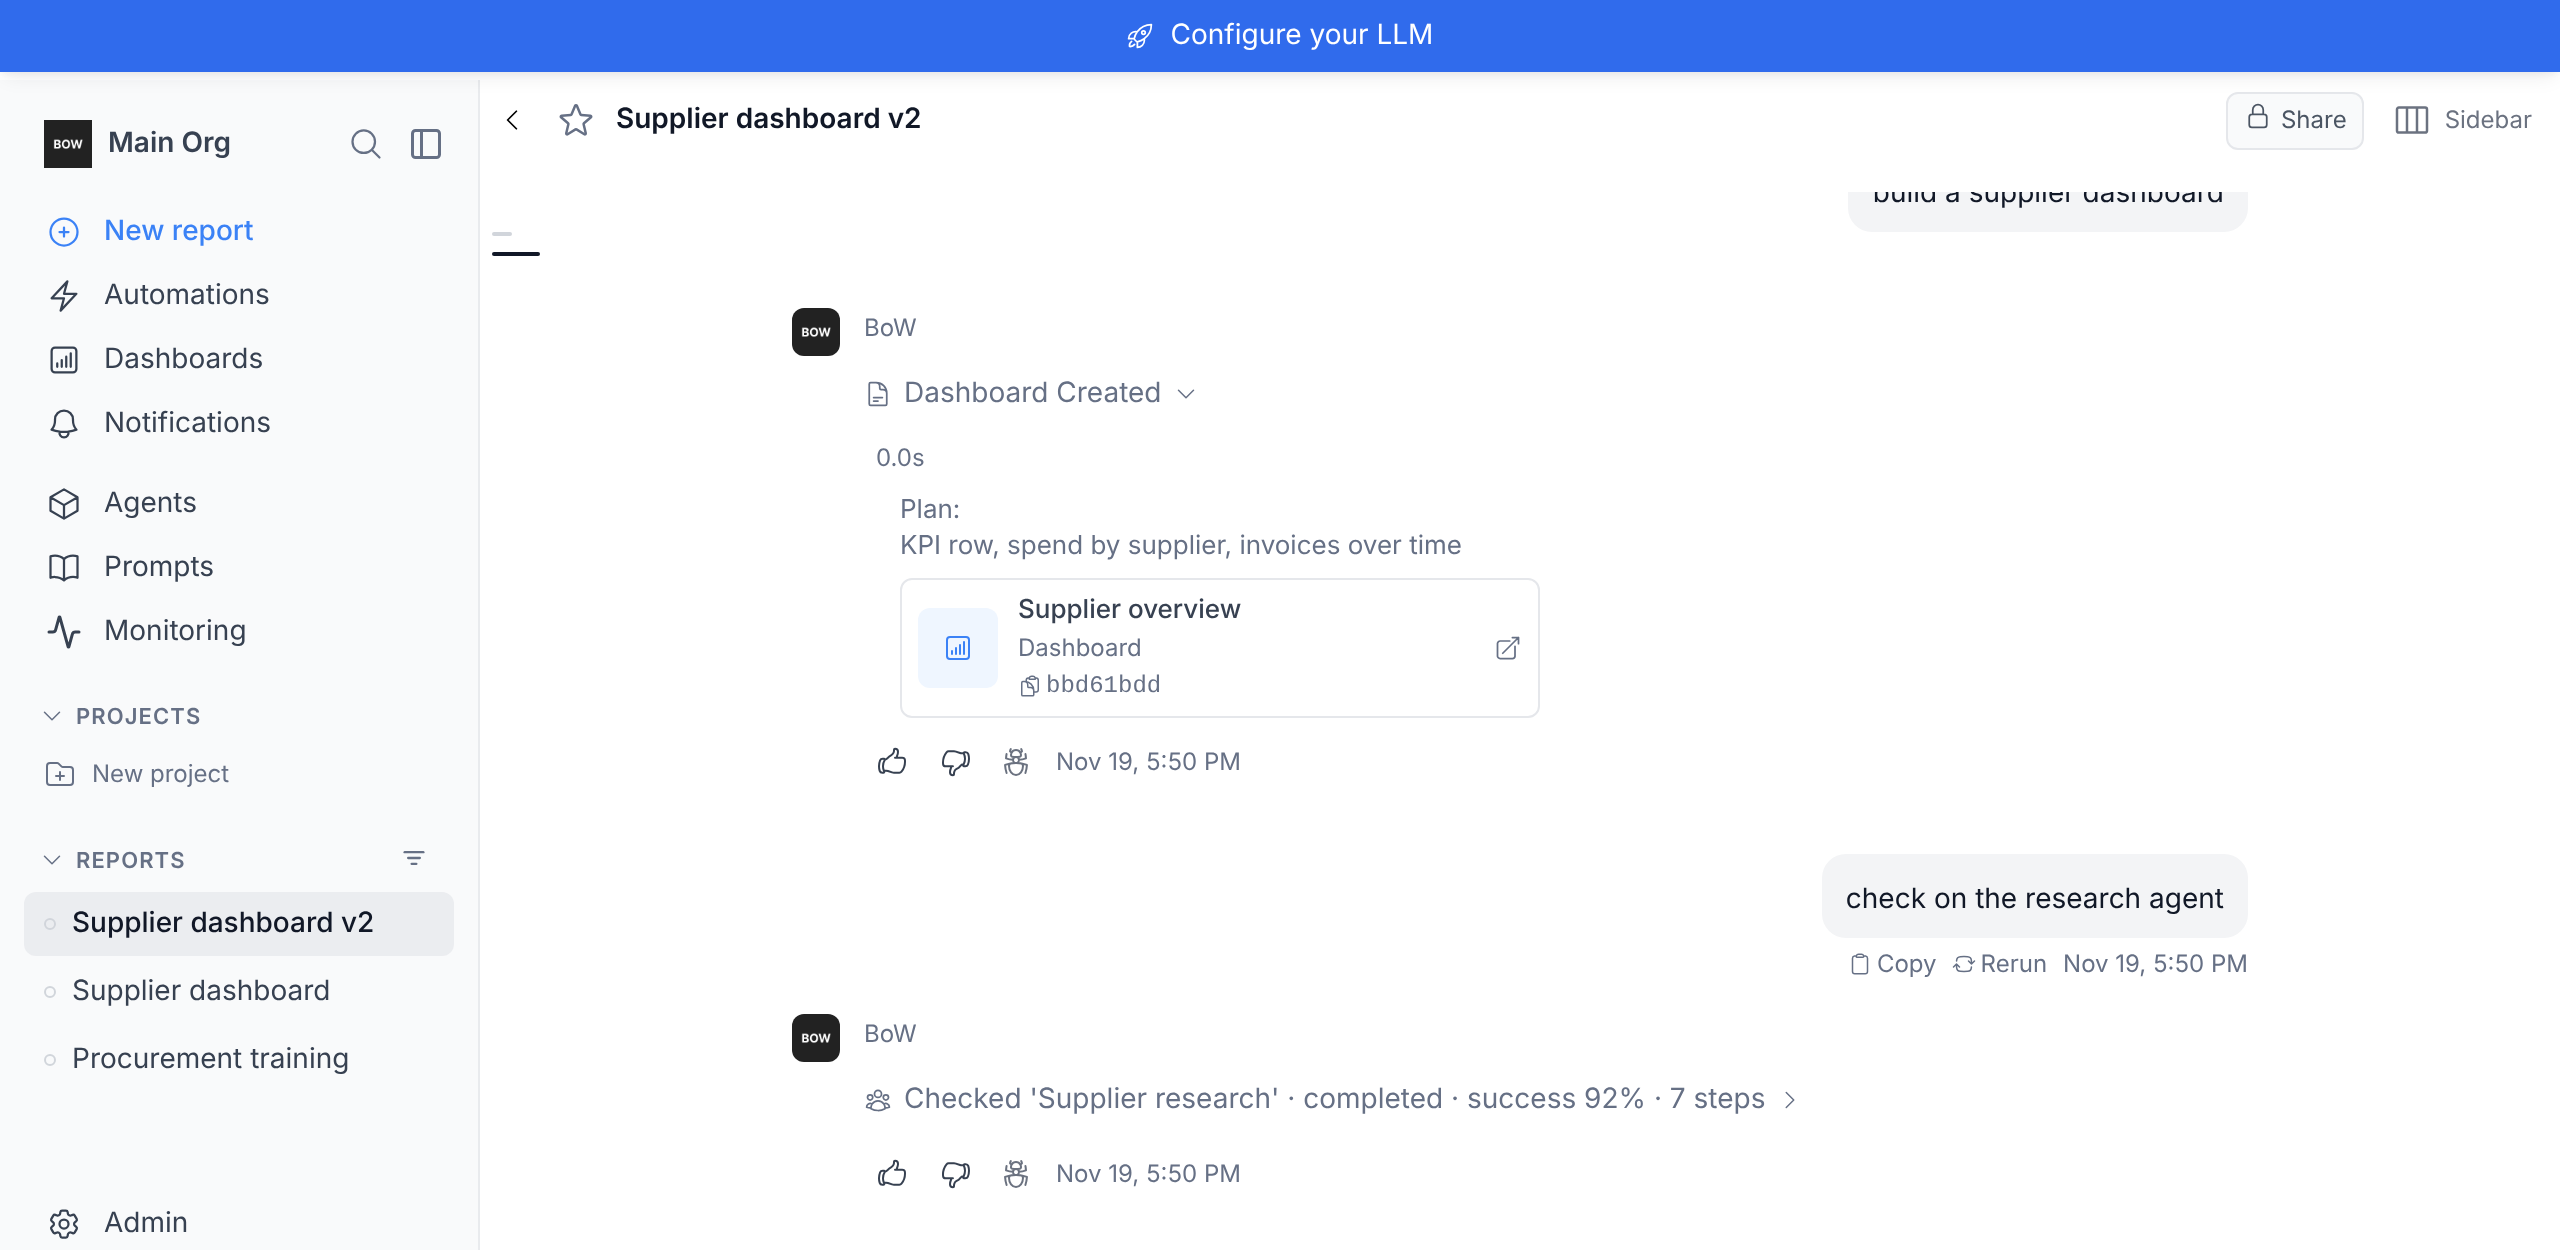 Configure your LLM
BOW Main Org
New report
Automations
Dashboards
Notifications
Agents
Prompts
Monitoring
PROJECTS
New project
REPORTS
Supplier dashboard v2
Supplier dashboard
Procurement training
Admin
Supplier dashboard v2
Share
Sidebar
build a supplier dashboard
BOW BoW
Dashboard Created
0.0s
Plan:
KPI row, spend by supplier, invoices over time
Supplier overview
Dashboard
bbd61bdd
Nov 19, 5:50 PM
check on the research agent
Copy Rerun Nov 19, 5:50 PM
BOW BoW
Checked 'Supplier research' · completed · success 92% · 7 steps
Nov 19, 5:50 PM